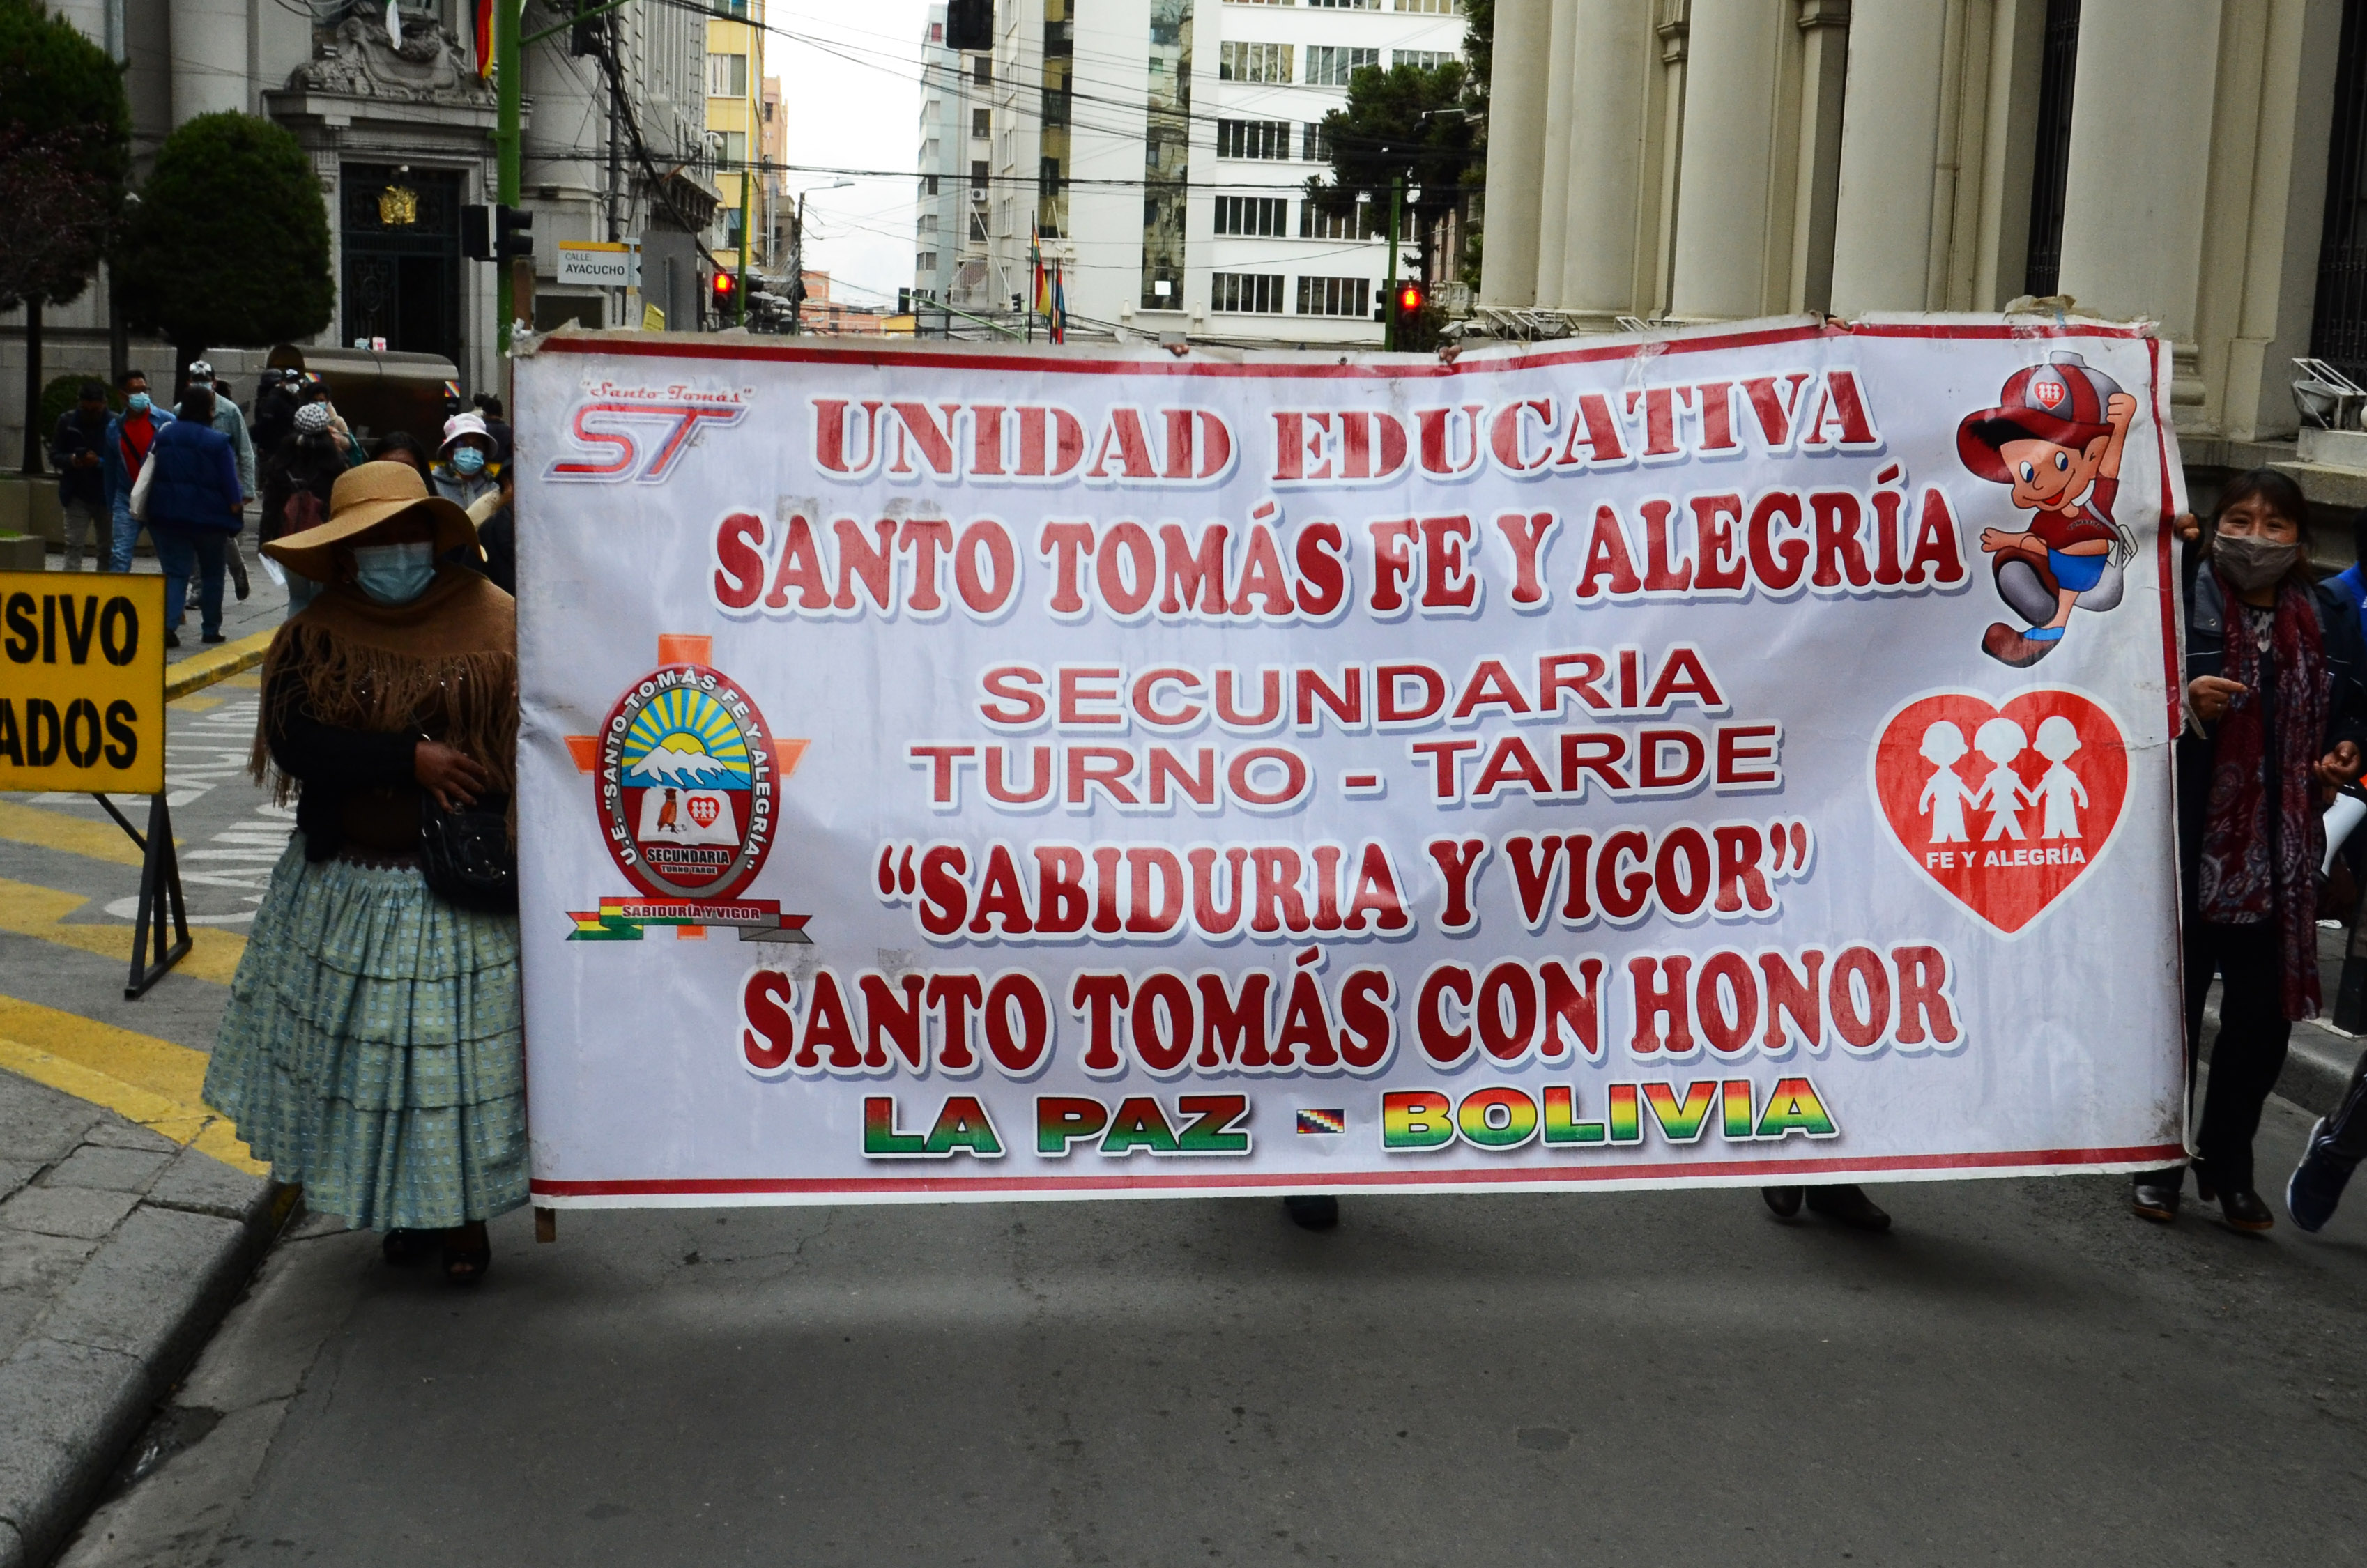 CALLE:
AYACUCHO
USIVO
ADOS
"Santo Tomás"
ST
UNIDAD EDUCATIVA
SANTO TOMÁS FE Y ALEGRÍA
SECUNDARIA
TURNO - TARDE
“SABIDURIA Y VIGOR”
SANTO TOMÁS CON HONOR
LA PAZ - BOLIVIA
U.E. "SANTO TOMÁS FE Y ALEGRÍA"
SECUNDARIA
TURNO TARDE
SABIDURÍA Y VIGOR
FE Y ALEGRÍA